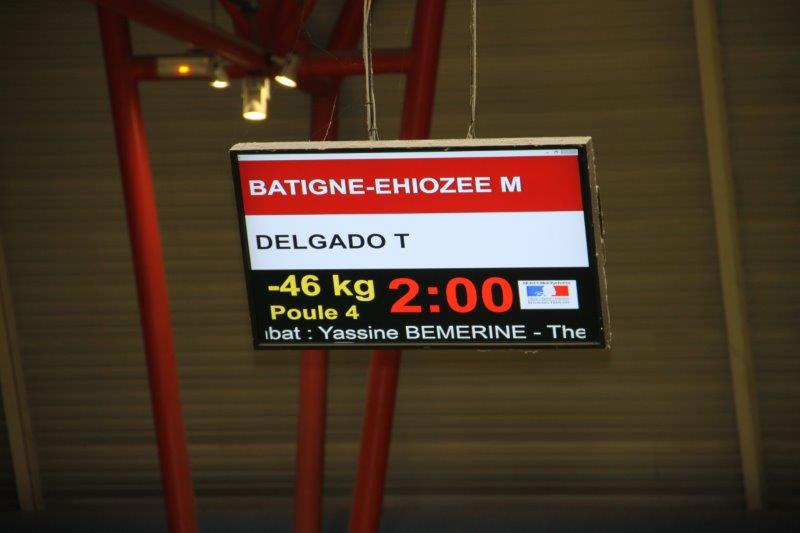 BATIGNE-EHIOZEE M
DELGADO T
-46 kg
2:00
Poule 4
bat : Yassine BEMERINE - The